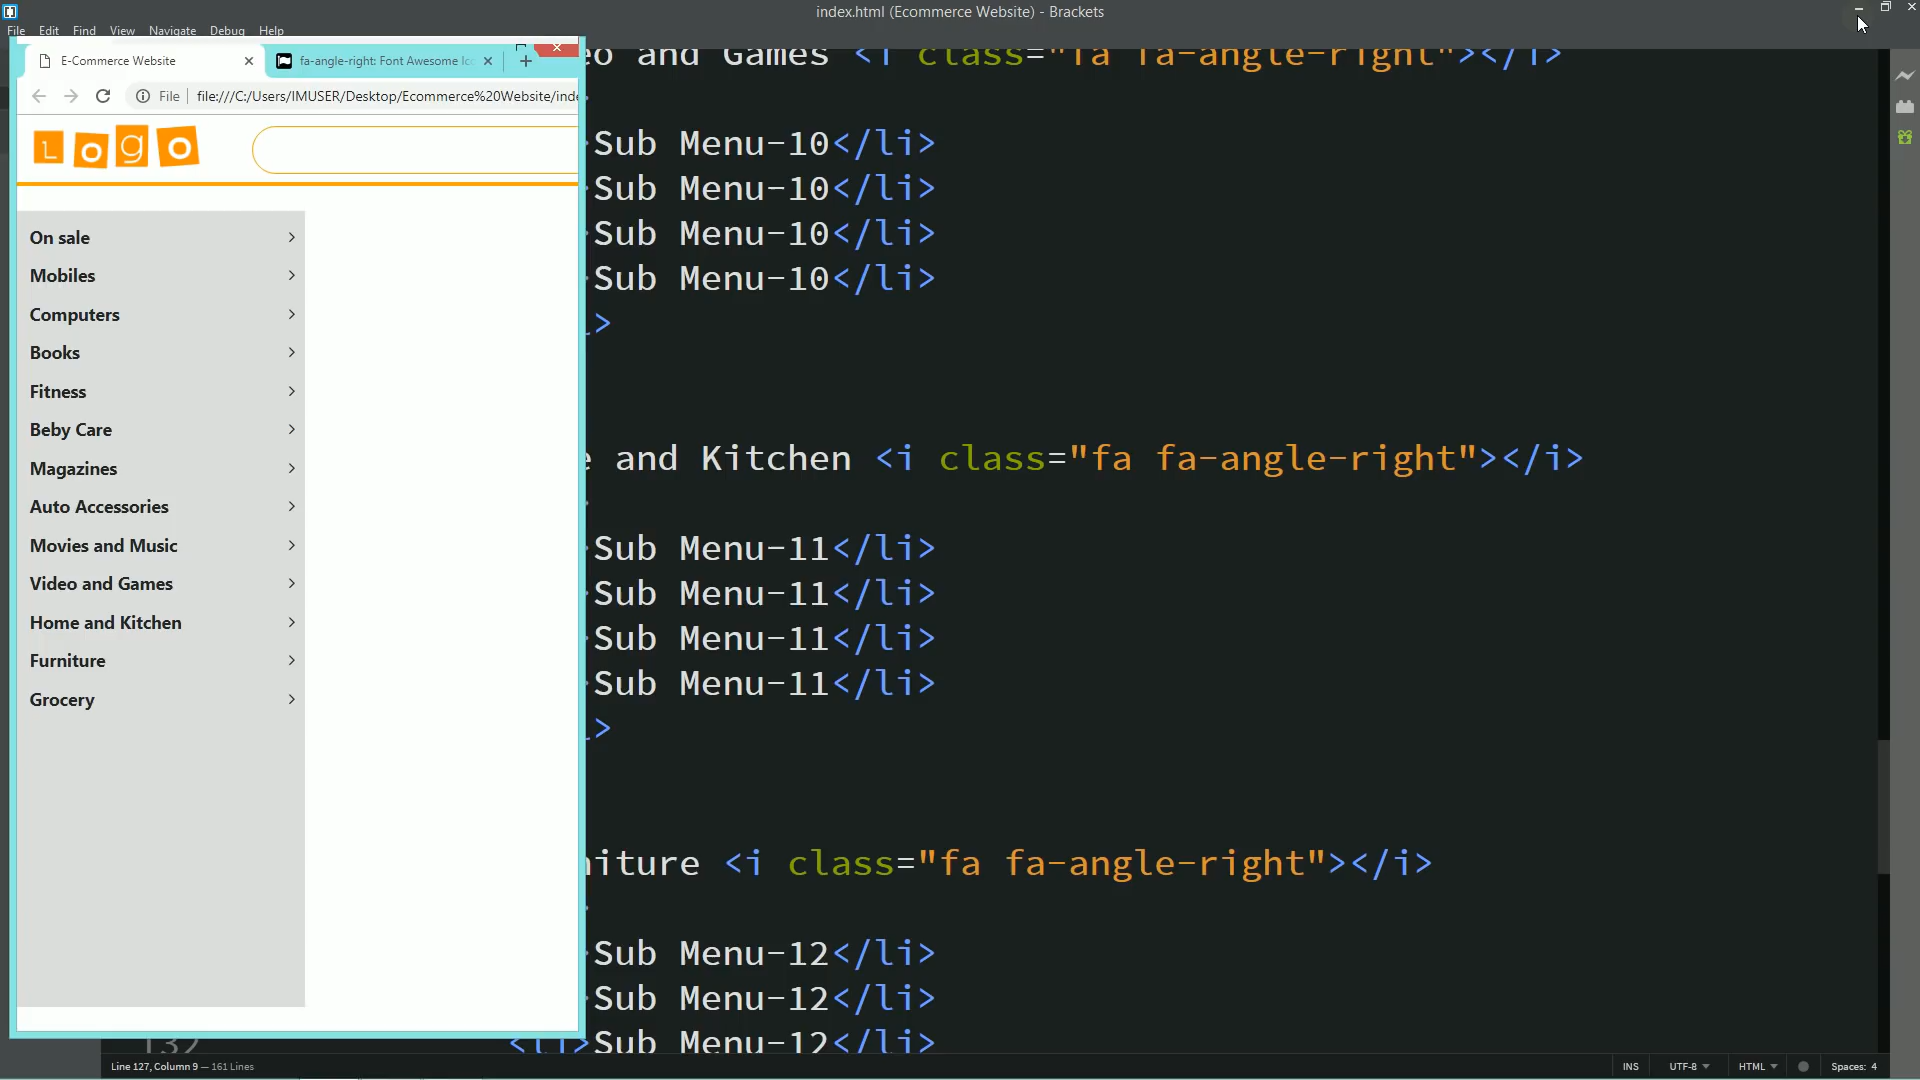 index.html (Ecommerce Website) - Brackets
File Edit Find View Navigate Debug Help
E-Commerce Website
fa-angle-right: Font Awesome Ic
File file:///C:/Users/IMUSER/Desktop/Ecommerce%20Website/inde
Logo
On sale
Mobiles
Computers
Books
Fitness
Beby Care
Magazines
Auto Accessories
Movies and Music
Video and Games
Home and Kitchen
Furniture
Grocery
eo and Games <i class="fa fa-angle-right"></i>
Sub Menu-10</li>
Sub Menu-10</li>
Sub Menu-10</li>
Sub Menu-10</li>
>
e and Kitchen <i class="fa fa-angle-right"></i>
Sub Menu-11</li>
Sub Menu-11</li>
Sub Menu-11</li>
Sub Menu-11</li>
>
niture <i class="fa fa-angle-right"></i>
Sub Menu-12</li>
Sub Menu-12</li>
132 <li>Sub Menu-12</li>
Line 127, Column 9 — 161 Lines
INS UTF-8 HTML Spaces: 4